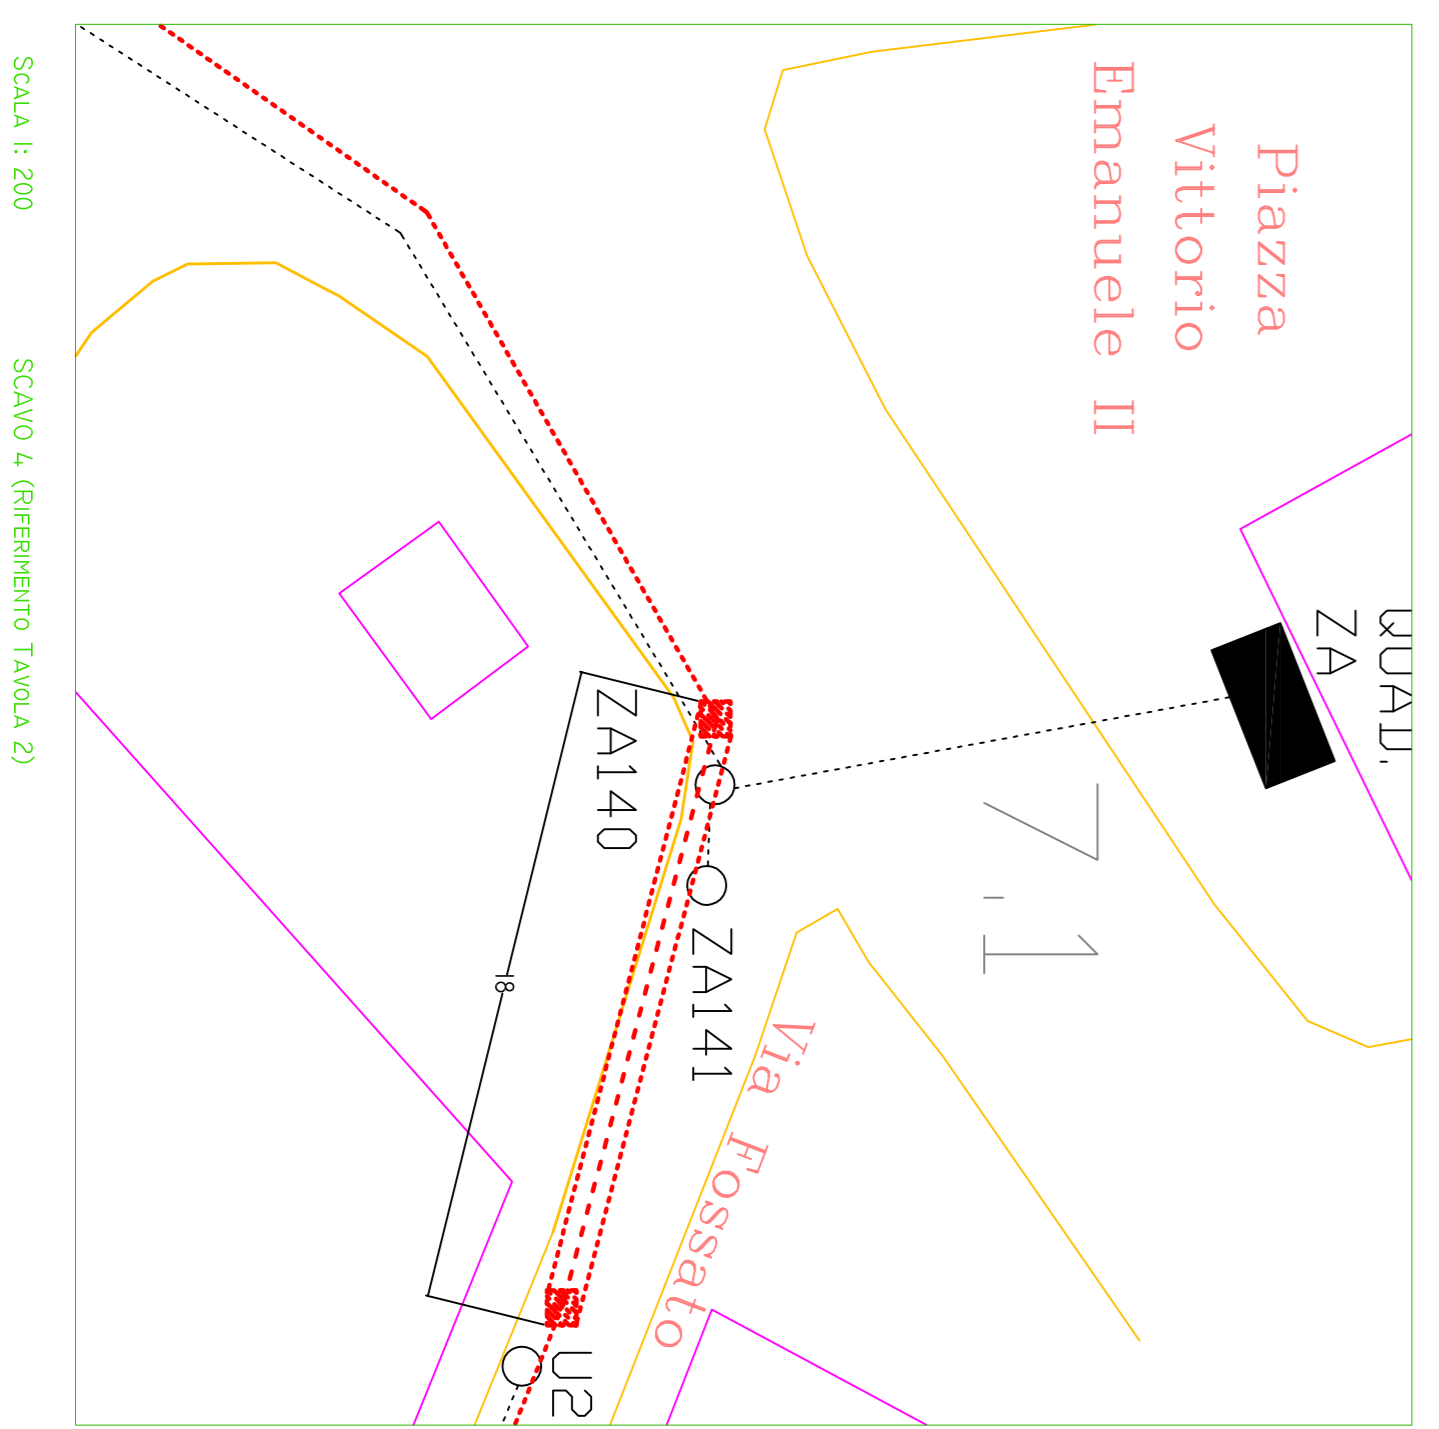 Piazza
Vittorio
Emanuele II
QUAD.
ZA
ZA140
7-1
ZA141
18
Via Fossato
U2
SCALA 1: 200
SCAVO 4 (RIFERIMENTO TAVOLA 2)